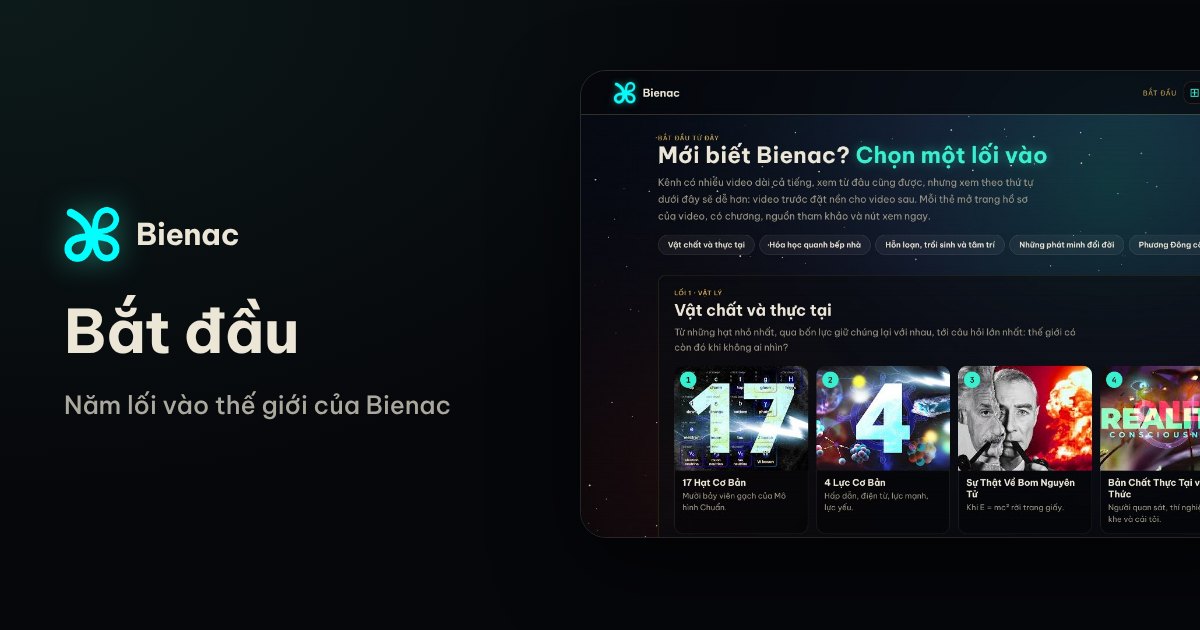 Bienac
Bắt đầu
Năm lối vào thế giới của Bienac
Bienac
BẮT ĐẦU
BẮT ĐẦU TỪ ĐÂY
Mới biết Bienac? Chọn một lối vào
Kênh có nhiều video dài cả tiếng, xem từ đâu cũng được, nhưng xem theo thứ tự
dưới đây sẽ dễ hơn: video trước đặt nền cho video sau. Mỗi thẻ mở trang hồ sơ
của video, có chương, nguồn tham khảo và nút xem ngay.
Vật chất và thực tại
Hóa học quanh bếp nhà
Hỗn loạn, trồi sinh và tâm trí
Những phát minh đổi đời
Phương Đông
LỐI 1 · VẬT LÝ
Vật chất và thực tại
Từ những hạt nhỏ nhất, qua bốn lực giữ chúng lại với nhau, tới câu hỏi lớn nhất: thế giới có
còn đó khi không ai nhìn?
1
17
2
4
3
4
17 Hạt Cơ Bản
Mười bảy viên gạch của Mô
hình Chuẩn.
4 Lực Cơ Bản
Hấp dẫn, điện từ, lực mạnh,
lực yếu.
Sự Thật Về Bom Nguyên
Tử
Khi E = mc² rời trang giấy.
Bản Chất Thực Tại
Thức
Người quan sát, thí
khe và cái tôi.